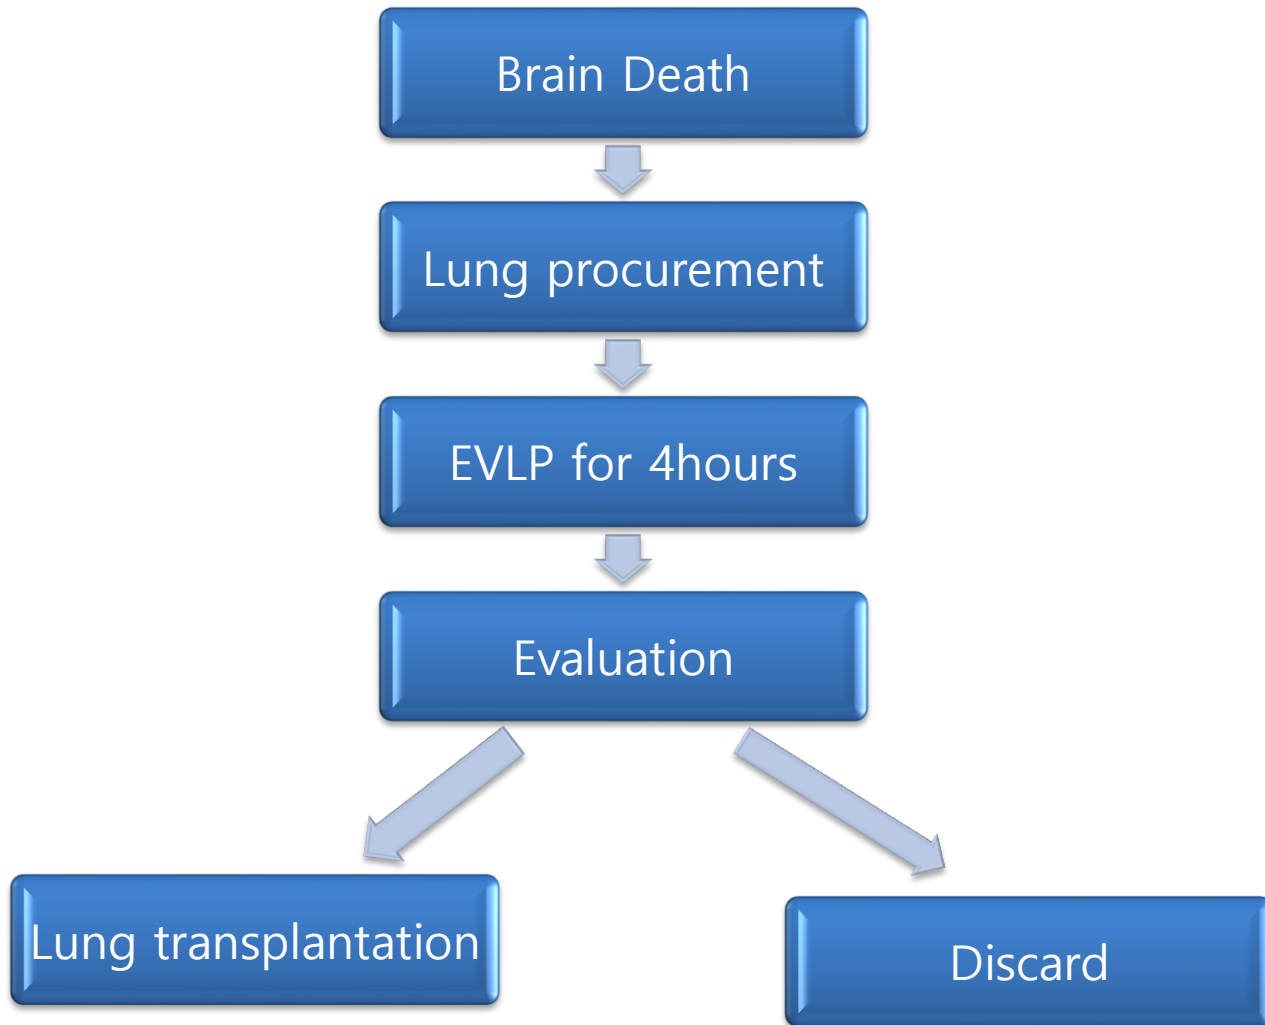 Brain Death
Lung procurement
EVLP for 4hours
Evaluation
Lung transplantation
Discard